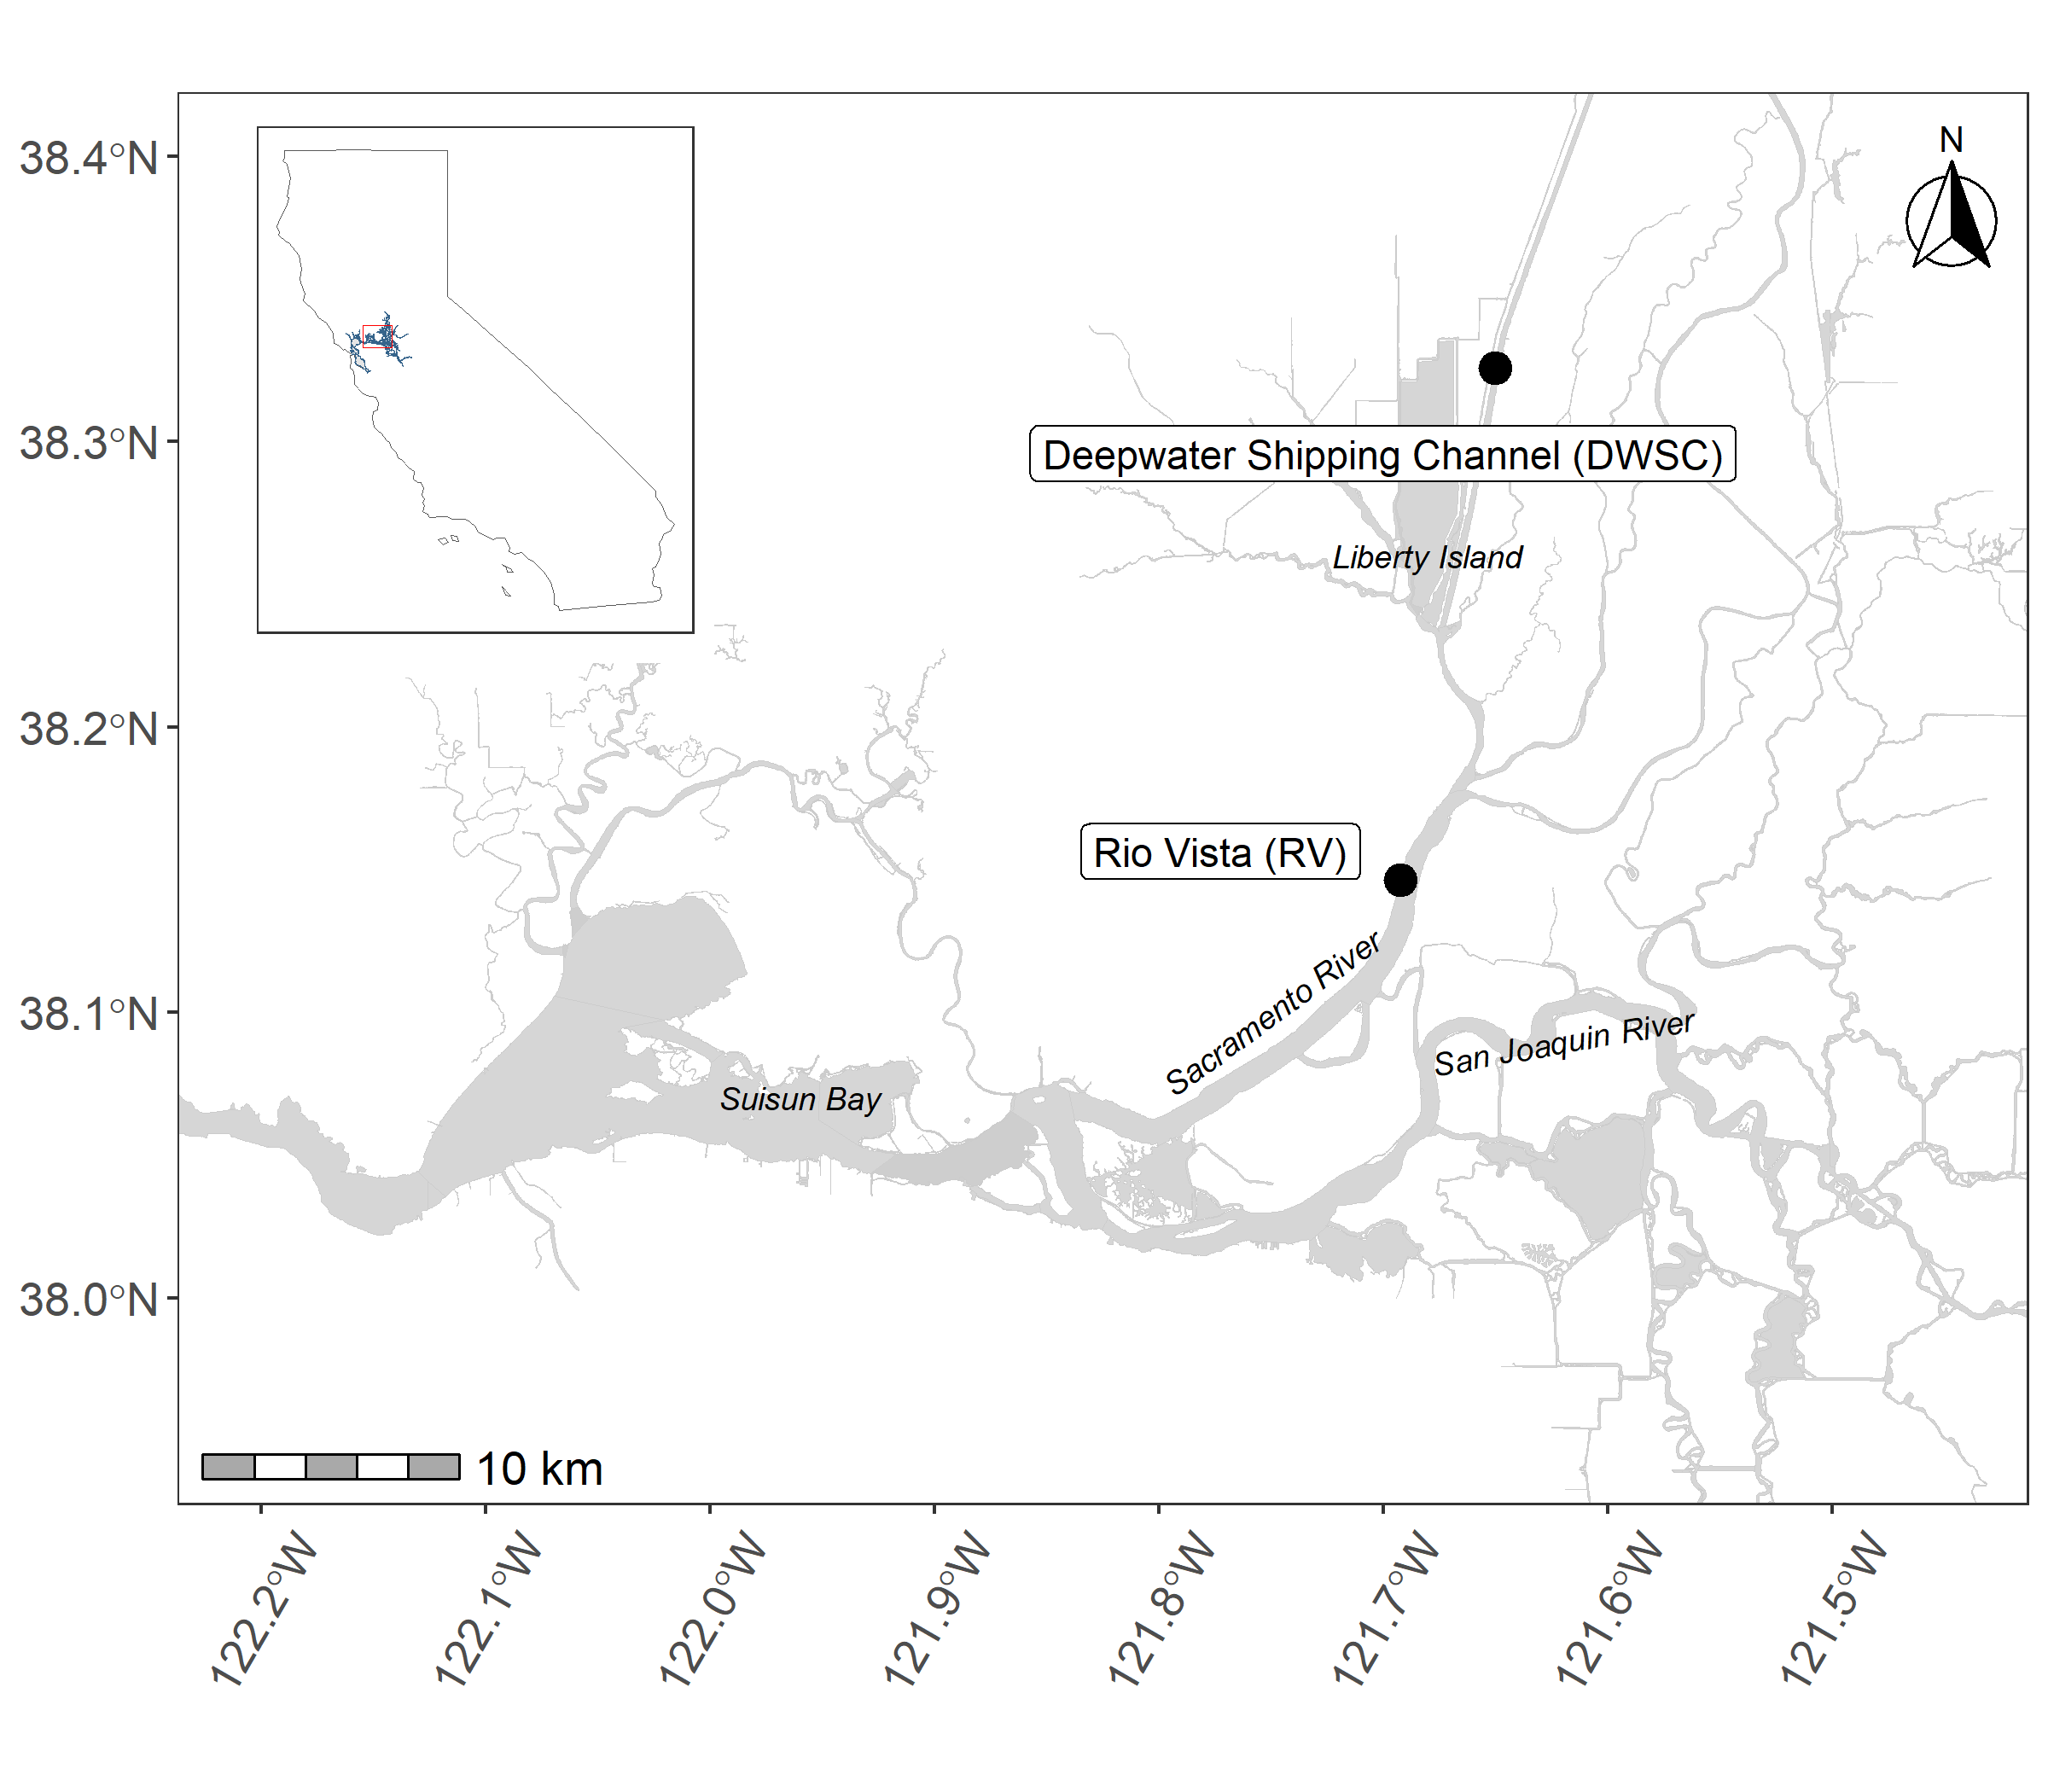 38.4°N
38.3°N
38.2°N
38.1°N
38.0°N
N
Deepwater Shipping Channel (DWSC)
Liberty Island
Rio Vista (RV)
Sacramento River
San Joaquin River
Suisun Bay
10 km
122.2°W
122.1°W
122.0°W
121.9°W
121.8°W
121.7°W
121.6°W
121.5°W